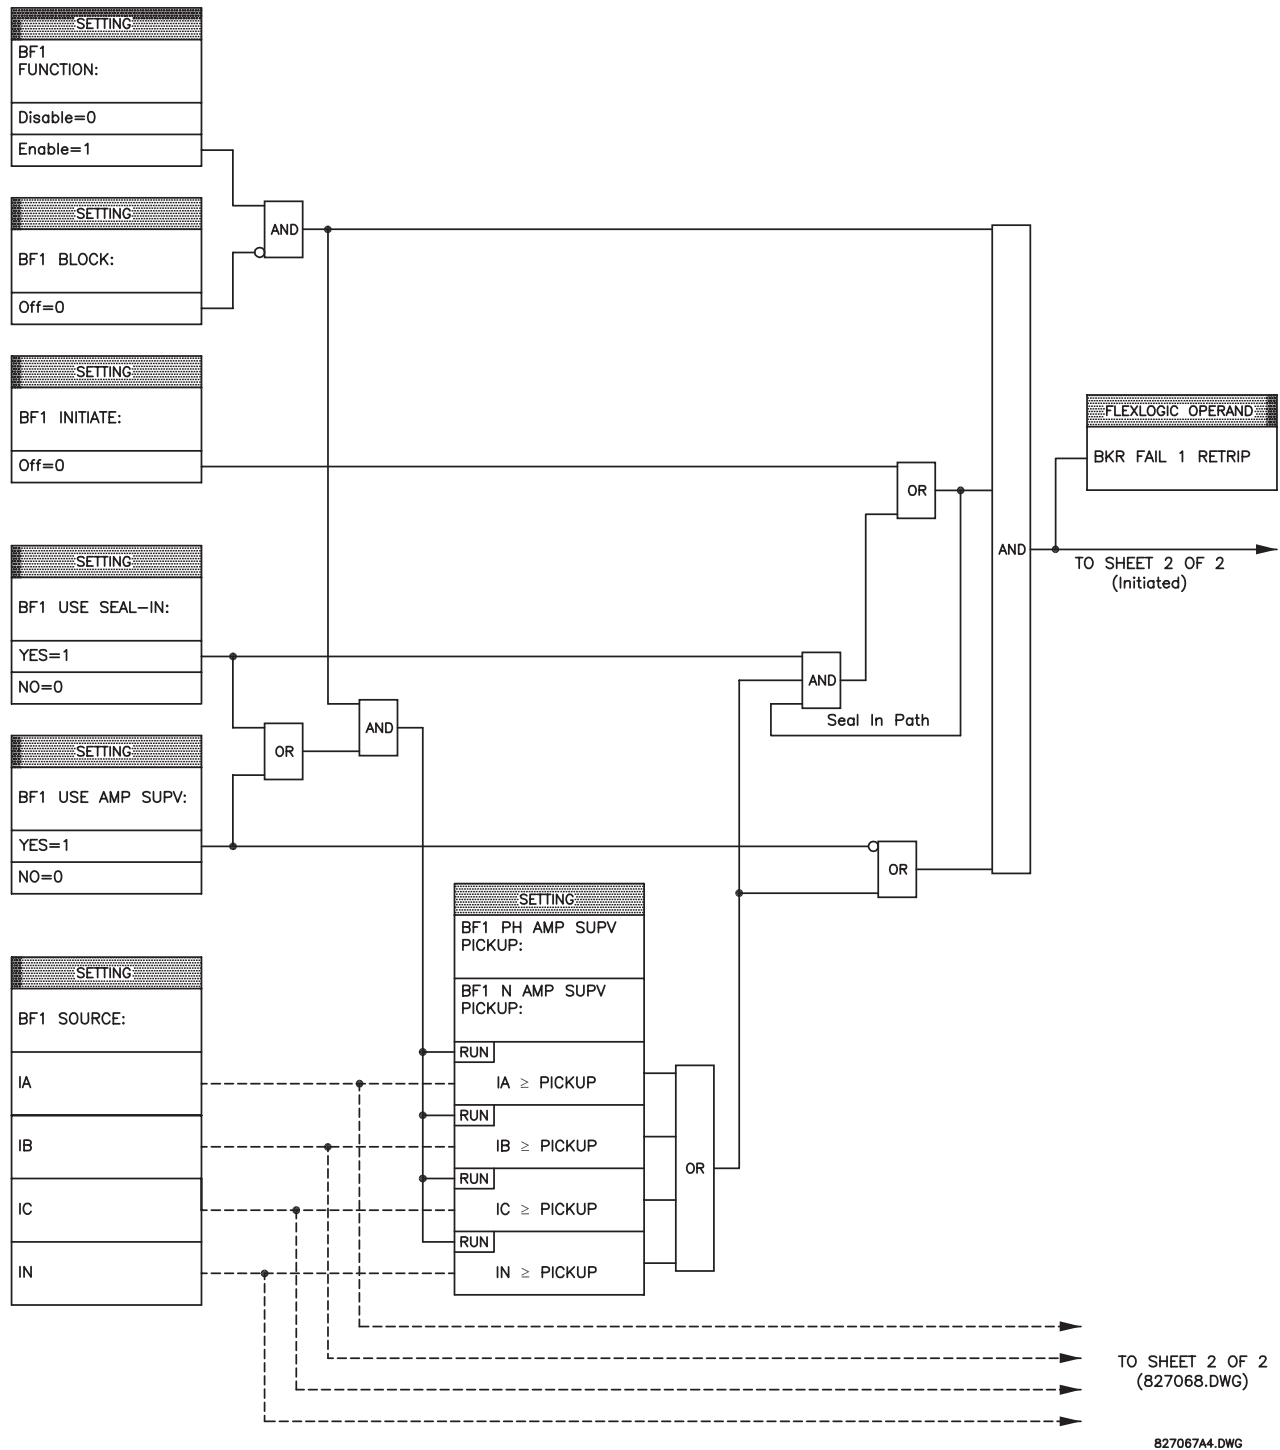 SETTING
BF1
FUNCTION:
Disable=0
Enable=1
SETTING
BF1 BLOCK:
Off=0
AND
SETTING
BF1 INITIATE:
Off=0
OR
AND
FLEXLOGIC OPERAND
BKR FAIL 1 RETRIP
TO SHEET 2 OF 2
(Initiated)
SETTING
BF1 USE SEAL-IN:
YES=1
NO=0
AND
Seal In Path
OR
AND
SETTING
BF1 USE AMP SUPV:
YES=1
NO=0
OR
SETTING
BF1 PH AMP SUPV
PICKUP:
BF1 N AMP SUPV
PICKUP:
RUN
IA ≥ PICKUP
RUN
IB ≥ PICKUP
RUN
IC ≥ PICKUP
RUN
IN ≥ PICKUP
OR
SETTING
BF1 SOURCE:
IA
IB
IC
IN
TO SHEET 2 OF 2
(827068.DWG)
827067A4.DWG